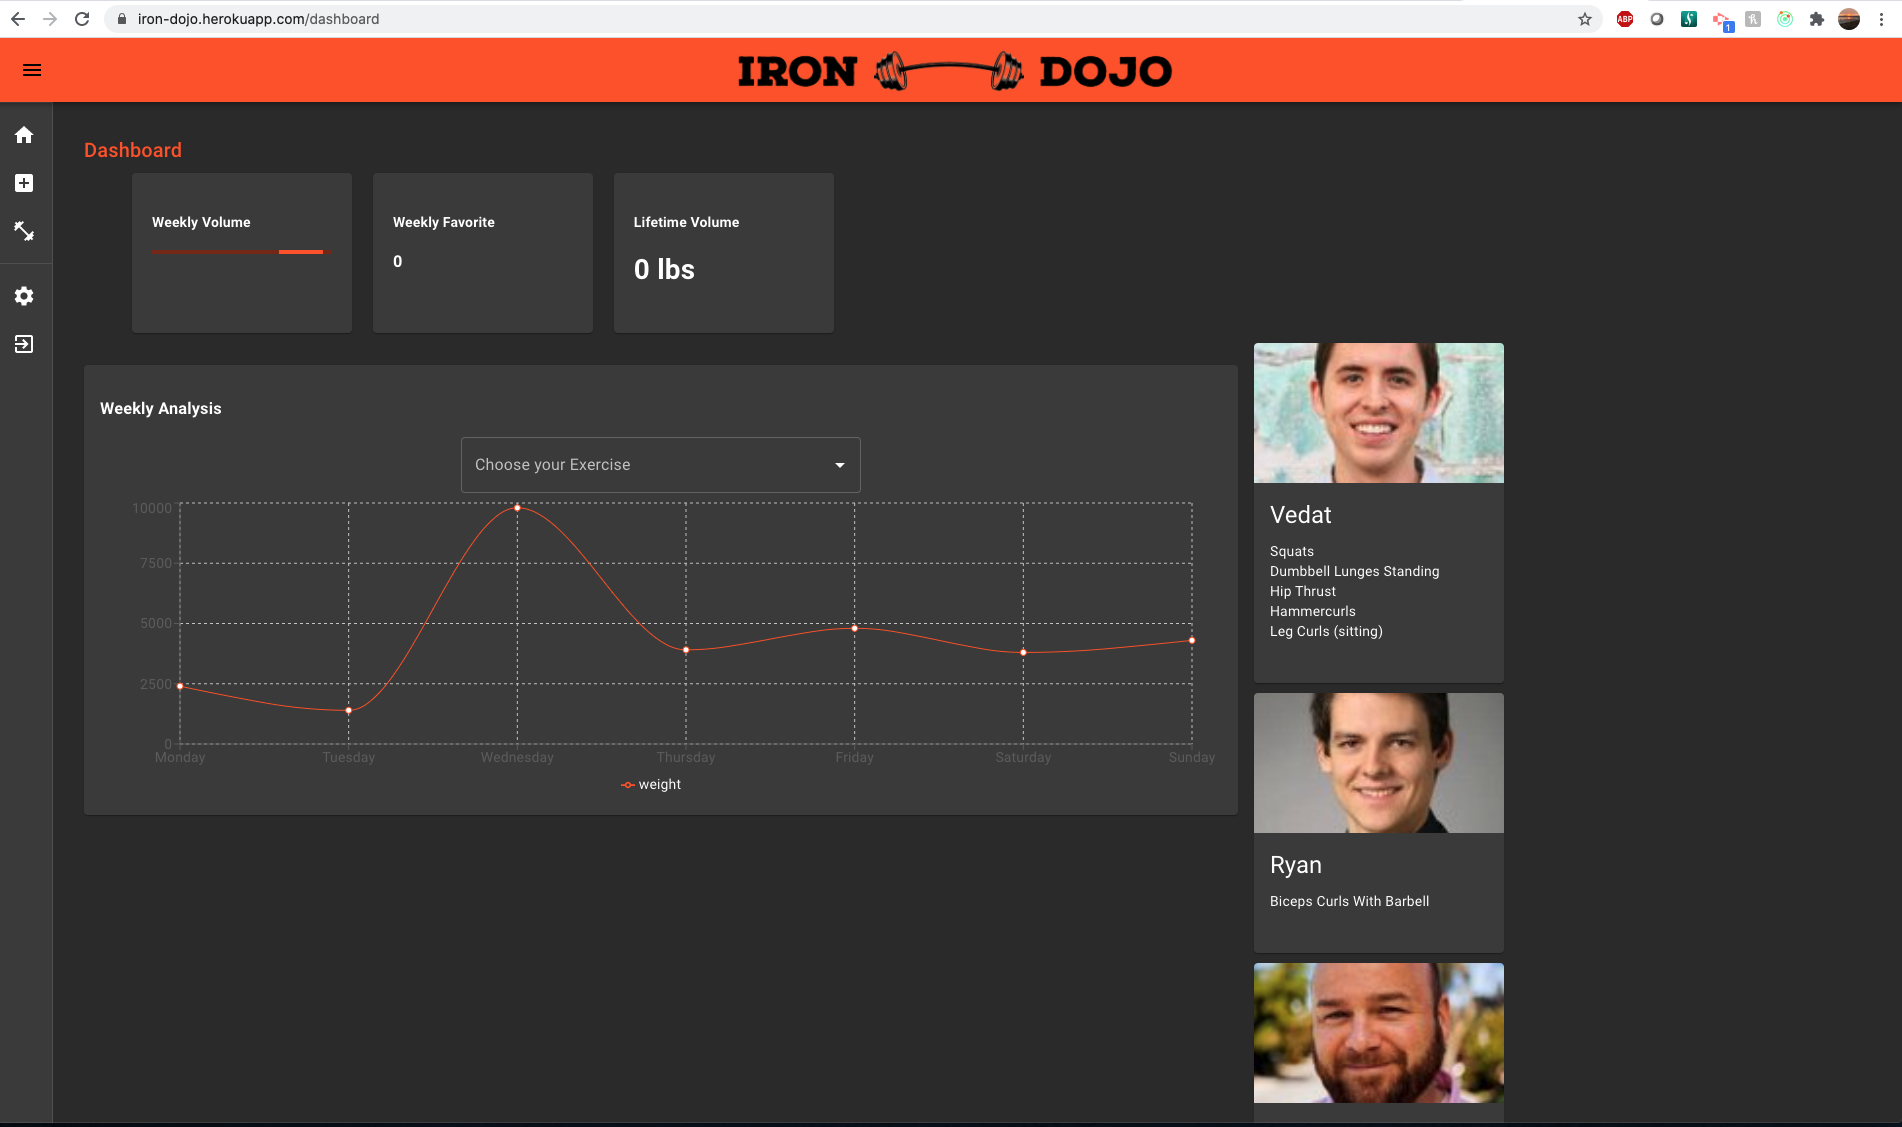 iron-dojo.herokuapp.com/dashboard
ABP
1
IRON DOJO
Dashboard
Weekly Volume
Weekly Favorite
0
Lifetime Volume
0 lbs
Weekly Analysis
Choose your Exercise
10000
7500
5000
2500
0
Monday Tuesday Wednesday Thursday Friday Saturday Sunday
weight
Vedat
Squats
Dumbbell Lunges Standing
Hip Thrust
Hammercurls
Leg Curls (sitting)
Ryan
Biceps Curls With Barbell